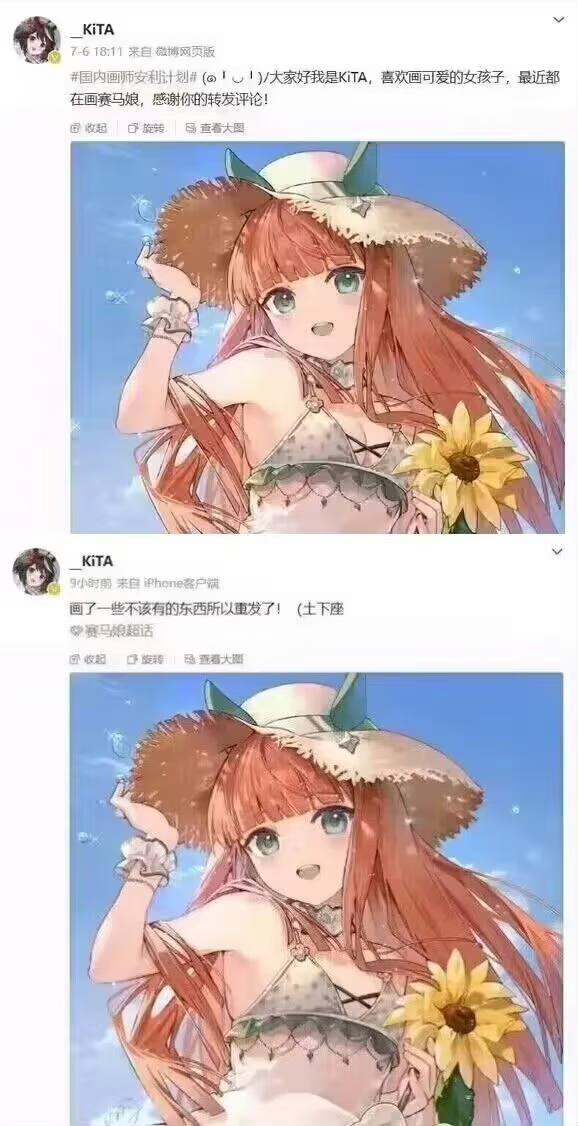 __KiTA
7-6 18:11 来自 微博网页版
#国内画师安利计划# (๑╹◡╹)/大家好我是KiTA，喜欢画可爱的女孩子，最近都
在画赛马娘，感谢你的转发评论！
收起 旋转 查看大图
__KiTA
9小时前 来自 iPhone客户端
画了一些不该有的东西所以重发了！（土下座
赛马娘超话
收起 旋转 查看大图